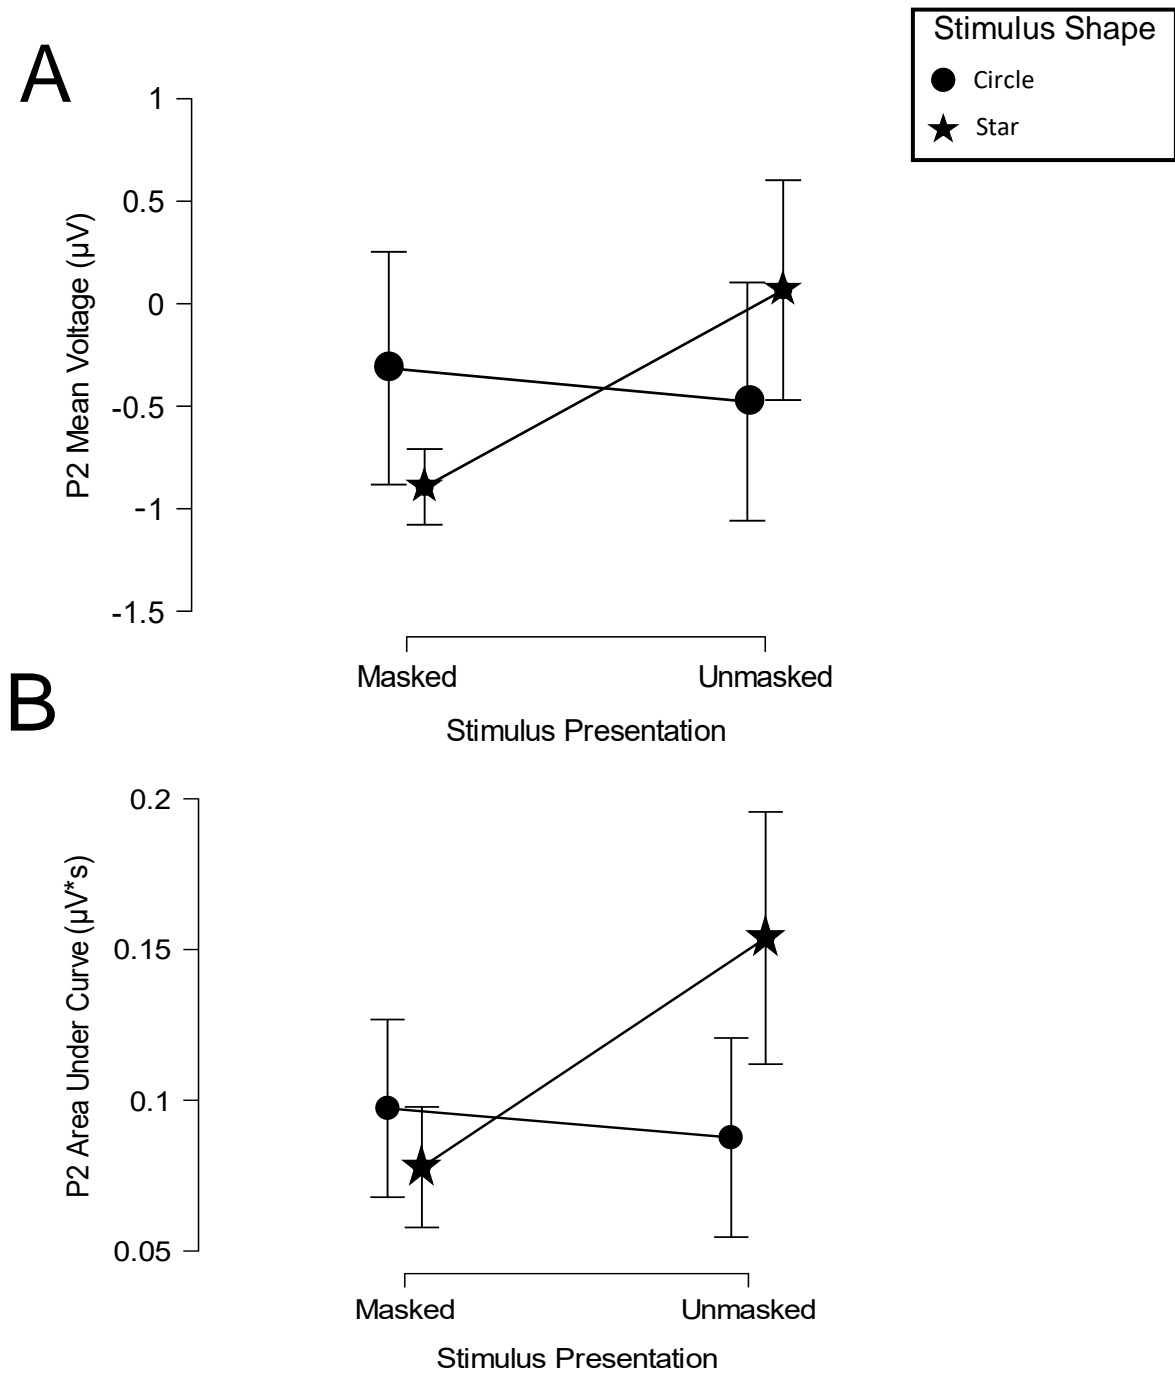 A
Stimulus Shape
Circle
Star
1
0.5
0
-0.5
-1
-1.5
P2 Mean Voltage (µV)
Masked
Unmasked
Stimulus Presentation
B
0.2
0.15
0.1
0.05
P2 Area Under Curve (µV*s)
Masked
Unmasked
Stimulus Presentation